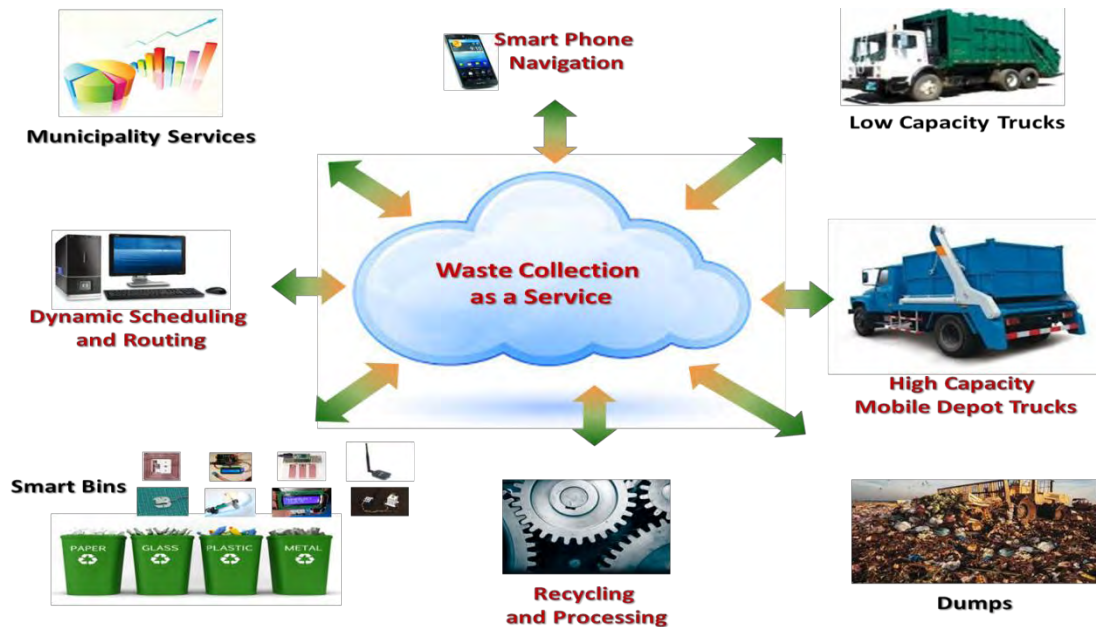 Smart Phone
Navigation
Municipality Services
Low Capacity Trucks
Waste Collection
as a Service
Dynamic Scheduling
and Routing
High Capacity
Mobile Depot Trucks
Smart Bins
PAPER
GLASS
PLASTIC
METAL
Recycling
and Processing
Dumps